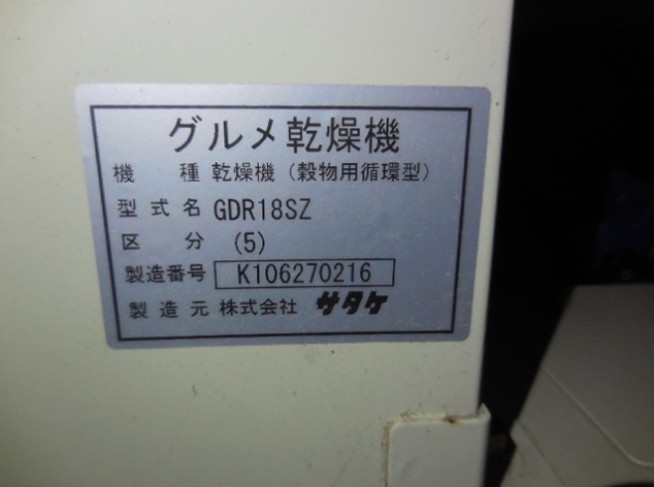 グルメ乾燥機
機種 乾燥機（穀物用循環型）
型式名 GDR18SZ
区分 (5)
製造番号 K106270216
製造元 株式会社 サタケ